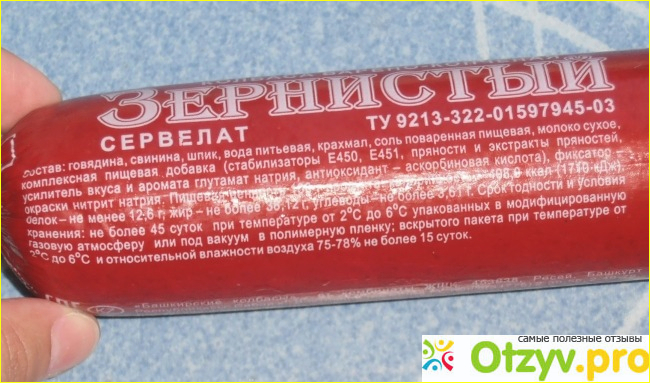 ЗЕРНИСТЫЙ
СЕРВЕЛАТ
ТУ 9213-322-01597945-03
Состав: говядина, свинина, шпик, вода питьевая, крахмал, соль поваренная пищевая, молоко сухое,
комплексная пищевая добавка (стабилизаторы Е450, Е451, пряности и экстракты пряностей,
усилитель вкуса и аромата глутамат натрия, антиоксидант – аскорбиновая кислота), фиксатор –
окраски нитрит натрия. Пищевая ккал (1710 кДж),
белок – не менее 12,6 г; жир – не более г углеводы – не более 3,61 г. Срок годности и условия
хранения: не более 45 суток при температуре от 2°С до 6°С упакованных в модифицированную
газовую атмосферу или под вакуум в полимерную пленку; вскрытого пакета при температуре от
2°С до 6°С и относительной влажности воздуха 75-78% не более 15 суток.
«Башкирские
самые полезные отзывы
Otzyv.pro